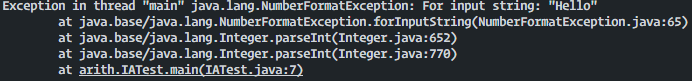 Exception in thread "main" java.lang.NumberFormatException: For input string: "Hello"
at java.base/java.lang.NumberFormatException.forInputString(NumberFormatException.java:65)
at java.base/java.lang.Integer.parseInt(Integer.java:652)
at java.base/java.lang.Integer.parseInt(Integer.java:770)
at arith.IATest.main(IATest.java:7)